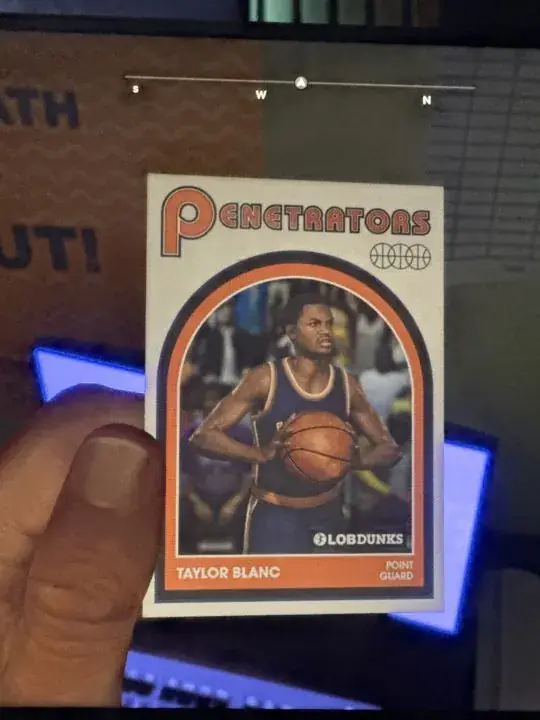 S
W
A
N
ATH
UT!
PENETRATORS
LOBDUNKS
TAYLOR BLANC
POINT
GUARD